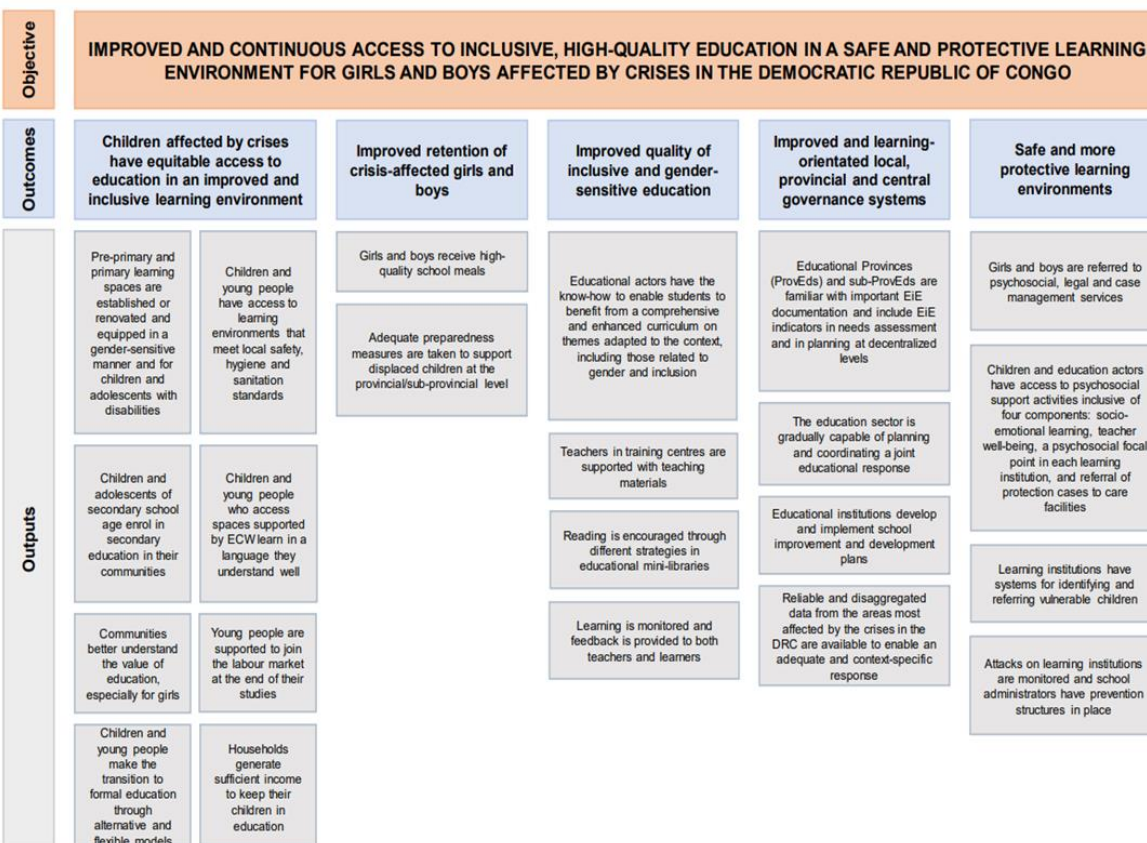 Objective
IMPROVED AND CONTINUOUS ACCESS TO INCLUSIVE, HIGH-QUALITY EDUCATION IN A SAFE AND PROTECTIVE LEARNING
ENVIRONMENT FOR GIRLS AND BOYS AFFECTED BY CRISES IN THE DEMOCRATIC REPUBLIC OF CONGO
Outcomes
Children affected by crises
have equitable access to
education in an improved and
inclusive learning environment
Improved retention of
crisis-affected girls and
boys
Improved quality of
inclusive and gender-
sensitive education
Improved and learning-
orientated local,
provincial and central
governance systems
Safe and more
protective learning
environments
Outputs
Pre-primary and
primary learning
spaces are
established or
renovated and
equipped in a
gender-sensitive
manner and for
children and
adolescents with
disabilities
Children and
young people
have access to
learning
environments that
meet local safety,
hygiene and
sanitation
standards
Children and
adolescents of
secondary school
age enrol in
secondary
education in their
communities
Children and
young people
who access
spaces supported
by ECW learn in a
language they
understand well
Communities
better understand
the value of
education,
especially for girls
Young people are
supported to join
the labour market
at the end of their
studies
Children and
young people
make the
transition to
formal education
through
alternative and
flexible models
Households
generate
sufficient income
to keep their
children in
education
Girls and boys receive high-
quality school meals
Adequate preparedness
measures are taken to support
displaced children at the
provincial/sub-provincial level
Educational actors have the
know-how to enable students to
benefit from a comprehensive
and enhanced curriculum on
themes adapted to the context,
including those related to
gender and inclusion
Teachers in training centres are
supported with teaching
materials
Reading is encouraged through
different strategies in
educational mini-libraries
Learning is monitored and
feedback is provided to both
teachers and learners
Educational Provinces
(ProvEds) and sub-ProvEds are
familiar with important EiE
documentation and include EiE
indicators in needs assessment
and in planning at decentralized
levels
The education sector is
gradually capable of planning
and coordinating a joint
educational response
Educational institutions develop
and implement school
improvement and development
plans
Reliable and disaggregated
data from the areas most
affected by the crises in the
DRC are available to enable an
adequate and context-specific
response
Girls and boys are referred to
psychosocial, legal and case
management services
Children and education actors
have access to psychosocial
support activities inclusive of
four components: socio-
emotional learning, teacher
well-being, a psychosocial focal
point in each learning
institution, and referral of
protection cases to care
facilities
Learning institutions have
systems for identifying and
referring vulnerable children
Attacks on learning institutions
are monitored and school
administrators have prevention
structures in place